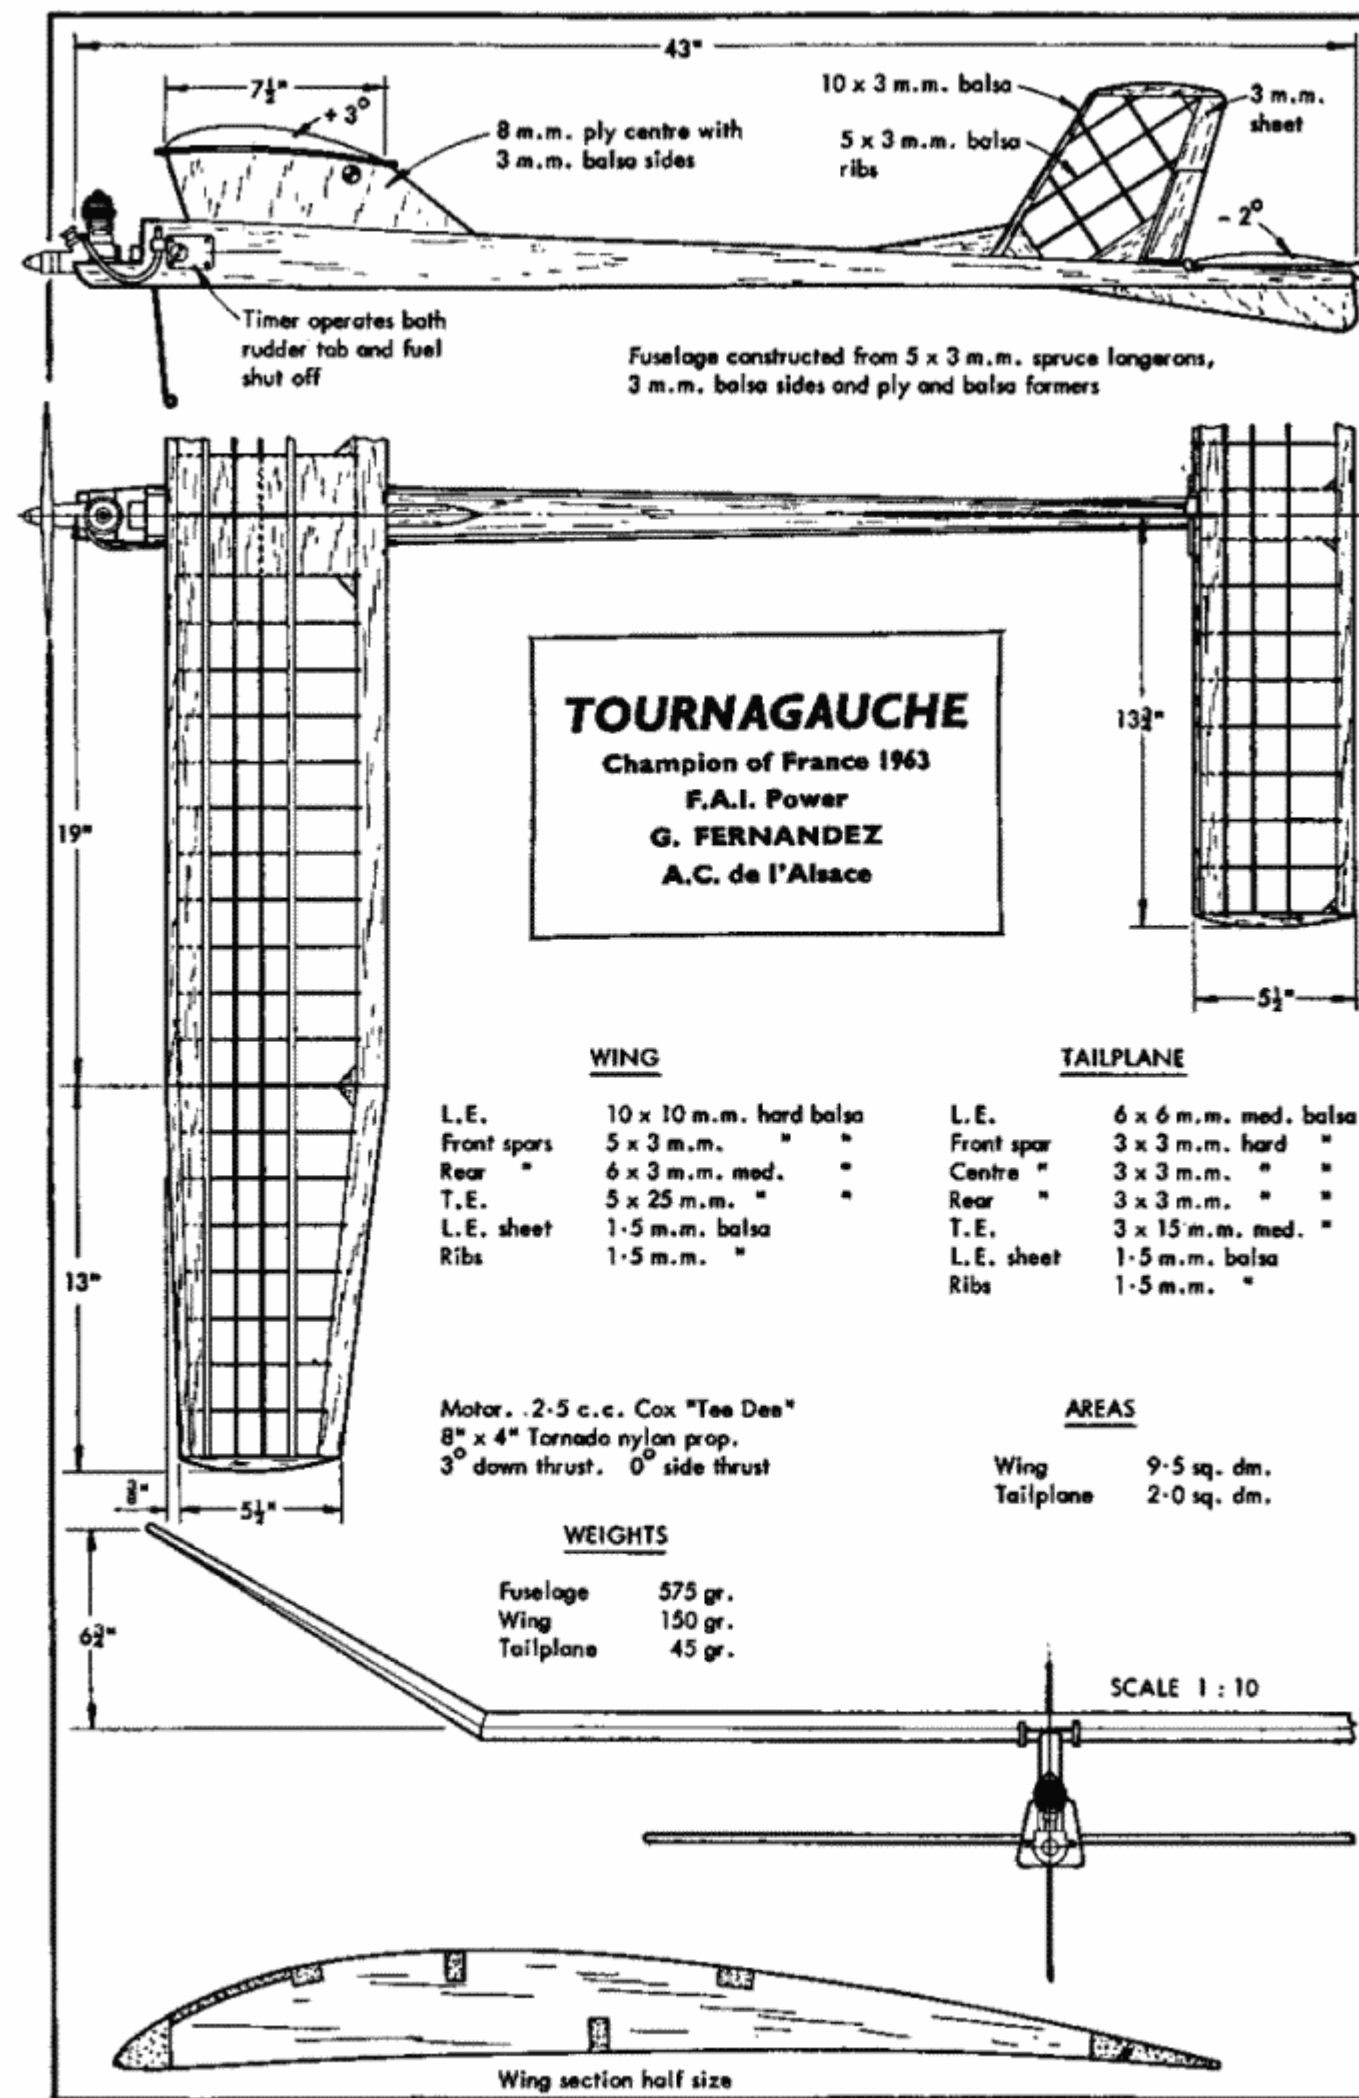 43"
7½"
+ 3°
8 m.m. ply centre with
3 m.m. balsa sides
10 x 3 m.m. balsa
5 x 3 m.m. balsa
ribs
3 m.m.
sheet
- 2°
Timer operates both
rudder tab and fuel
shut off
Fuselage constructed from 5 x 3 m.m. spruce longerons,
3 m.m. balsa sides and ply and balsa formers
TOURNAGAUCHE
Champion of France 1963
F.A.I. Power
G. FERNANDEZ
A.C. de l'Alsace
19"
5½"
WING
L.E. 10 x 10 m.m. hard balsa
Front spars 5 x 3 m.m. " "
Rear " 6 x 3 m.m. med. "
T.E. 5 x 25 m.m. " "
L.E. sheet 1·5 m.m. balsa
Ribs 1·5 m.m. "
TAILPLANE
L.E. 6 x 6 m.m. med. balsa
Front spar 3 x 3 m.m. hard "
Centre " 3 x 3 m.m. " "
Rear " 3 x 3 m.m. " "
T.E. 3 x 15 m.m. med. "
L.E. sheet 1·5 m.m. balsa
Ribs 1·5 m.m. "
13"
5½"
Motor. .2·5 c.c. Cox "Tee Dee"
8" x 4" Tornado nylon prop.
3° down thrust. 0° side thrust
AREAS
Wing 9·5 sq. dm.
Tailplane 2·0 sq. dm.
WEIGHTS
Fuselage 575 gr.
Wing 150 gr.
Tailplane 45 gr.
SCALE 1 : 10
Wing section half size